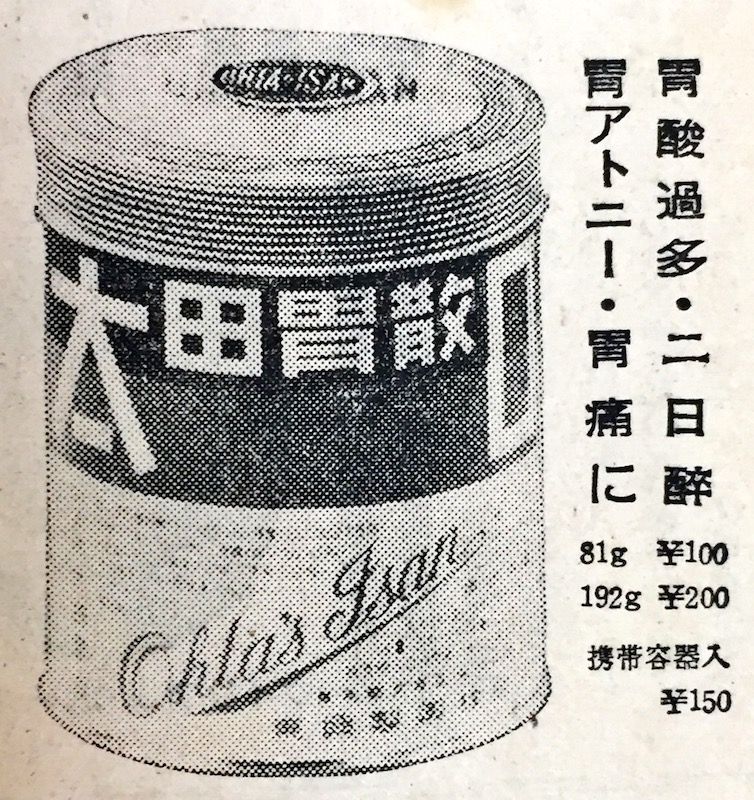 胃酸過多・二日酔
胃アトニー・胃痛に
81g ¥100
192g ¥200
携帯容器入
¥150
OHTA-ISAN
太田胃散
Ohta's Isan